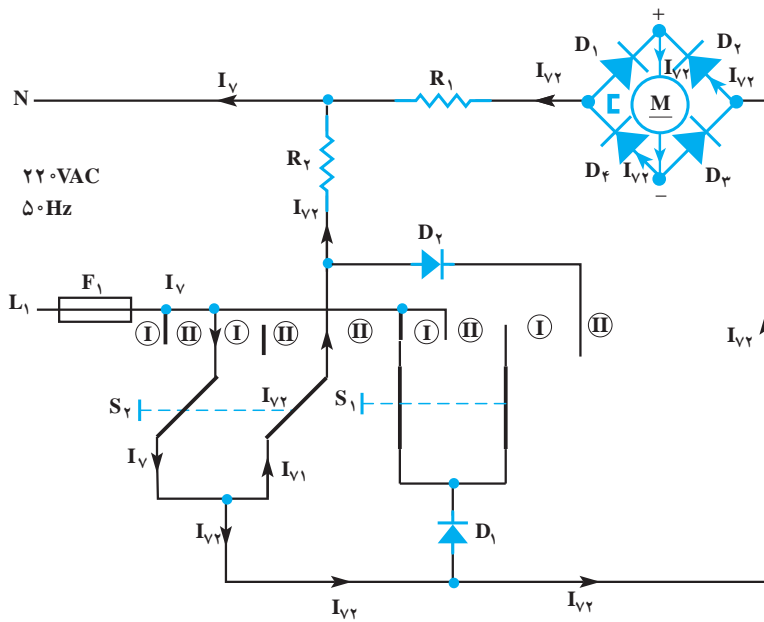 +
D۱ D۲
I۷۲ I۷۲
N I۷ R۱ I۷۲ M
R۲ D۴ I۷۲ D۳
−
۲۲۰VAC
۵۰Hz
I۷۲ D۲
L۱ F۱ I۷
I II I II II I II I II
I۷۲
S۲ I۷۲ S۱
I۷ I۷۱
I۷۲ D۱
I۷۲ I۷۲